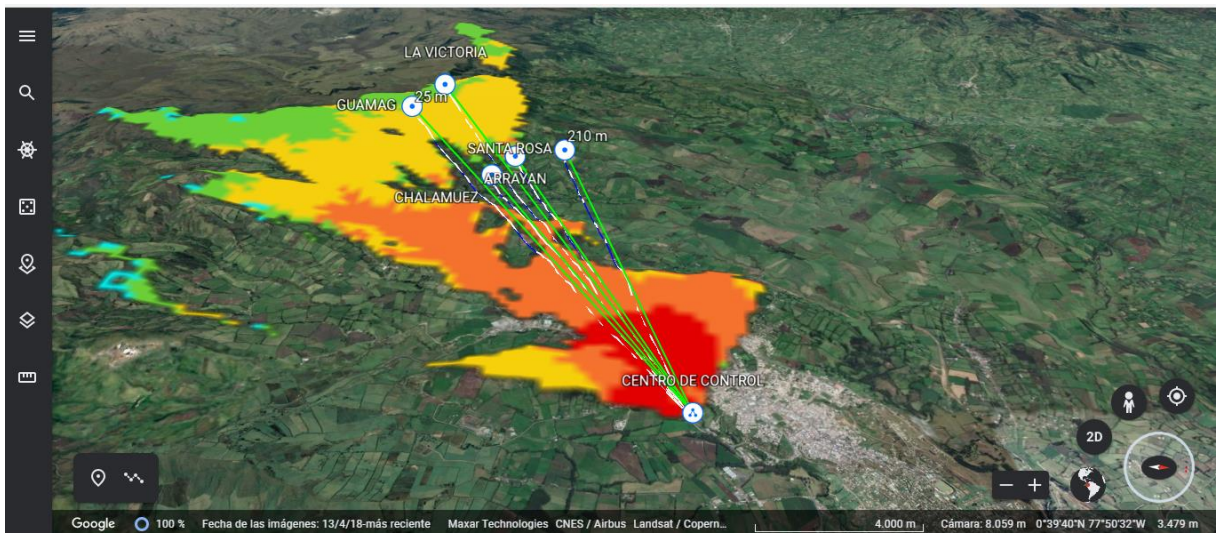 LA VICTORIA
GUAMAG
25 m
SANTA ROSA
210 m
ARRAYAN
CHALAMUEZ
CENTRO DE CONTROL
2D
Google
100 %
Fecha de las imágenes: 13/4/18-más reciente
Maxar Technologies
CNES / Airbus
Landsat / Copern...
4.000 m
Cámara: 8.059 m
0°39'40"N 77°50'32"W
3.479 m